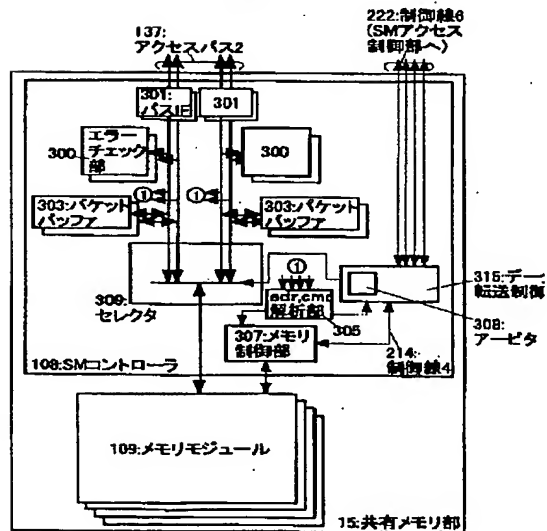 137:
アクセスパス2
222:制御線6
(SMアクセス
制御部へ)
301:
パスIF
301
エラー
チェック
部
300
300
①
①
303:パケット
バッファ
303:パケット
バッファ
①
309:
セレクタ
adr,cmd
解析部
305
315:データ
転送制御
308:
アービタ
307:メモリ
制御部
214:
制御線4
108:SMコントローラ
109:メモリモジュール
15:共有メモリ部